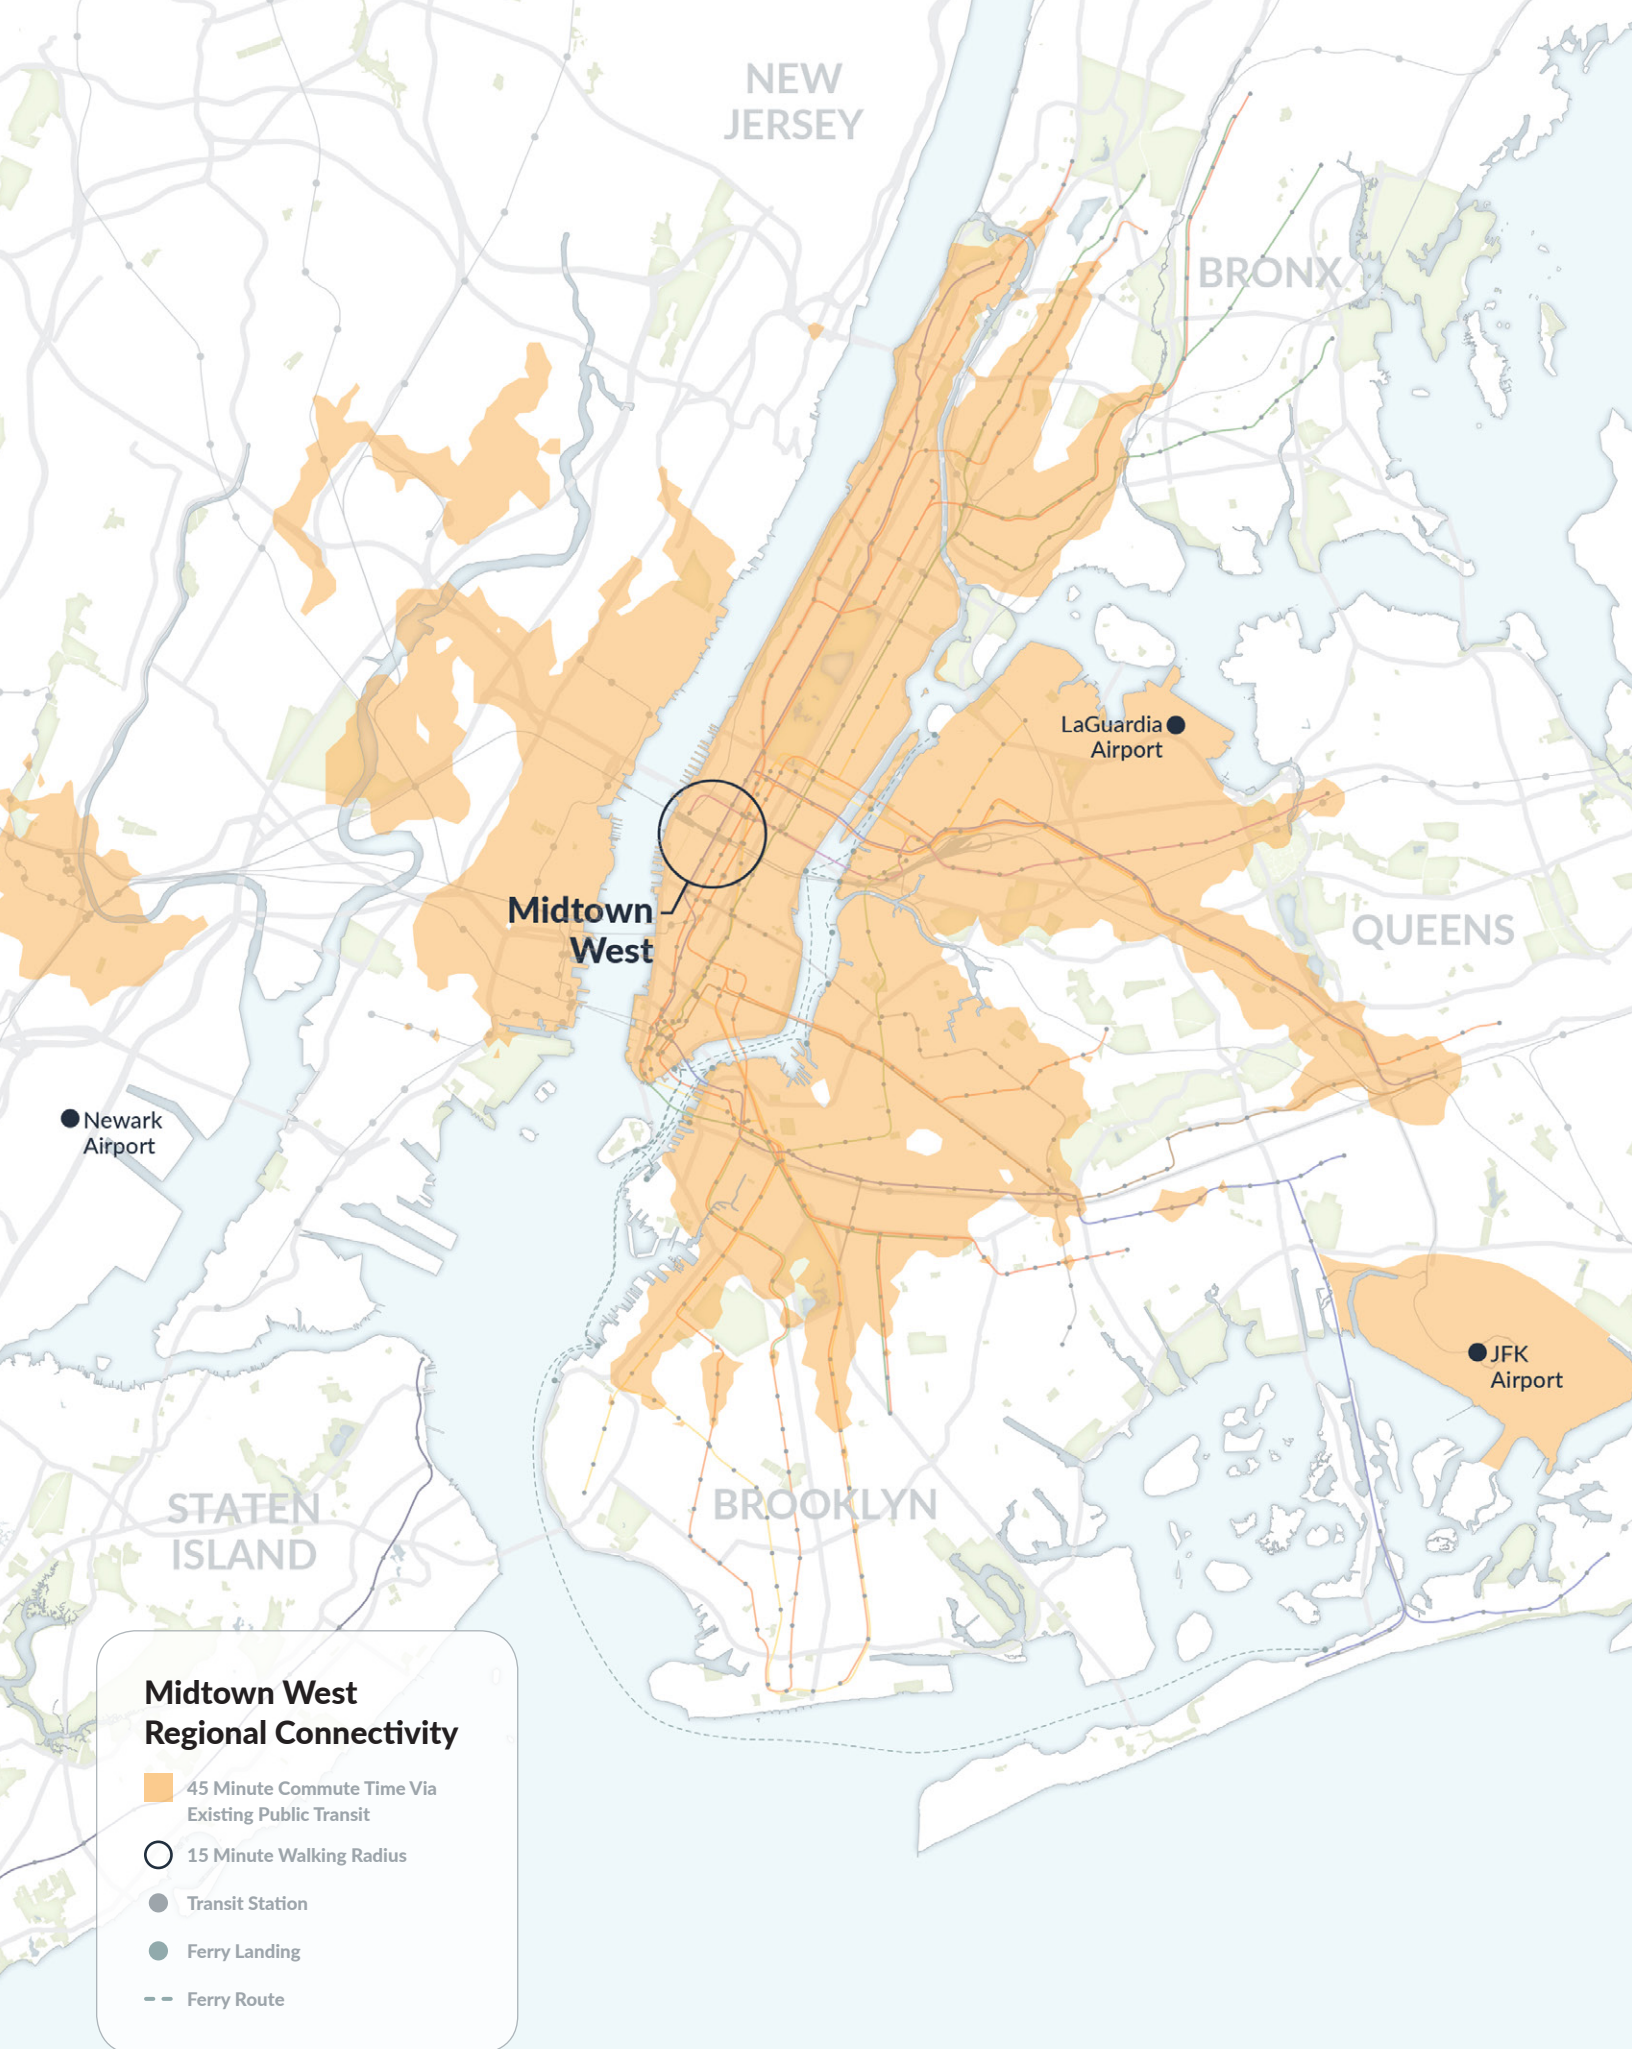 NEW
JERSEY
BRONX
LaGuardia
Airport
Midtown
West
QUEENS
Newark
Airport
JFK
Airport
STATEN
ISLAND
BROOKLYN
Midtown West
Regional Connectivity
45 Minute Commute Time Via
Existing Public Transit
15 Minute Walking Radius
Transit Station
Ferry Landing
Ferry Route